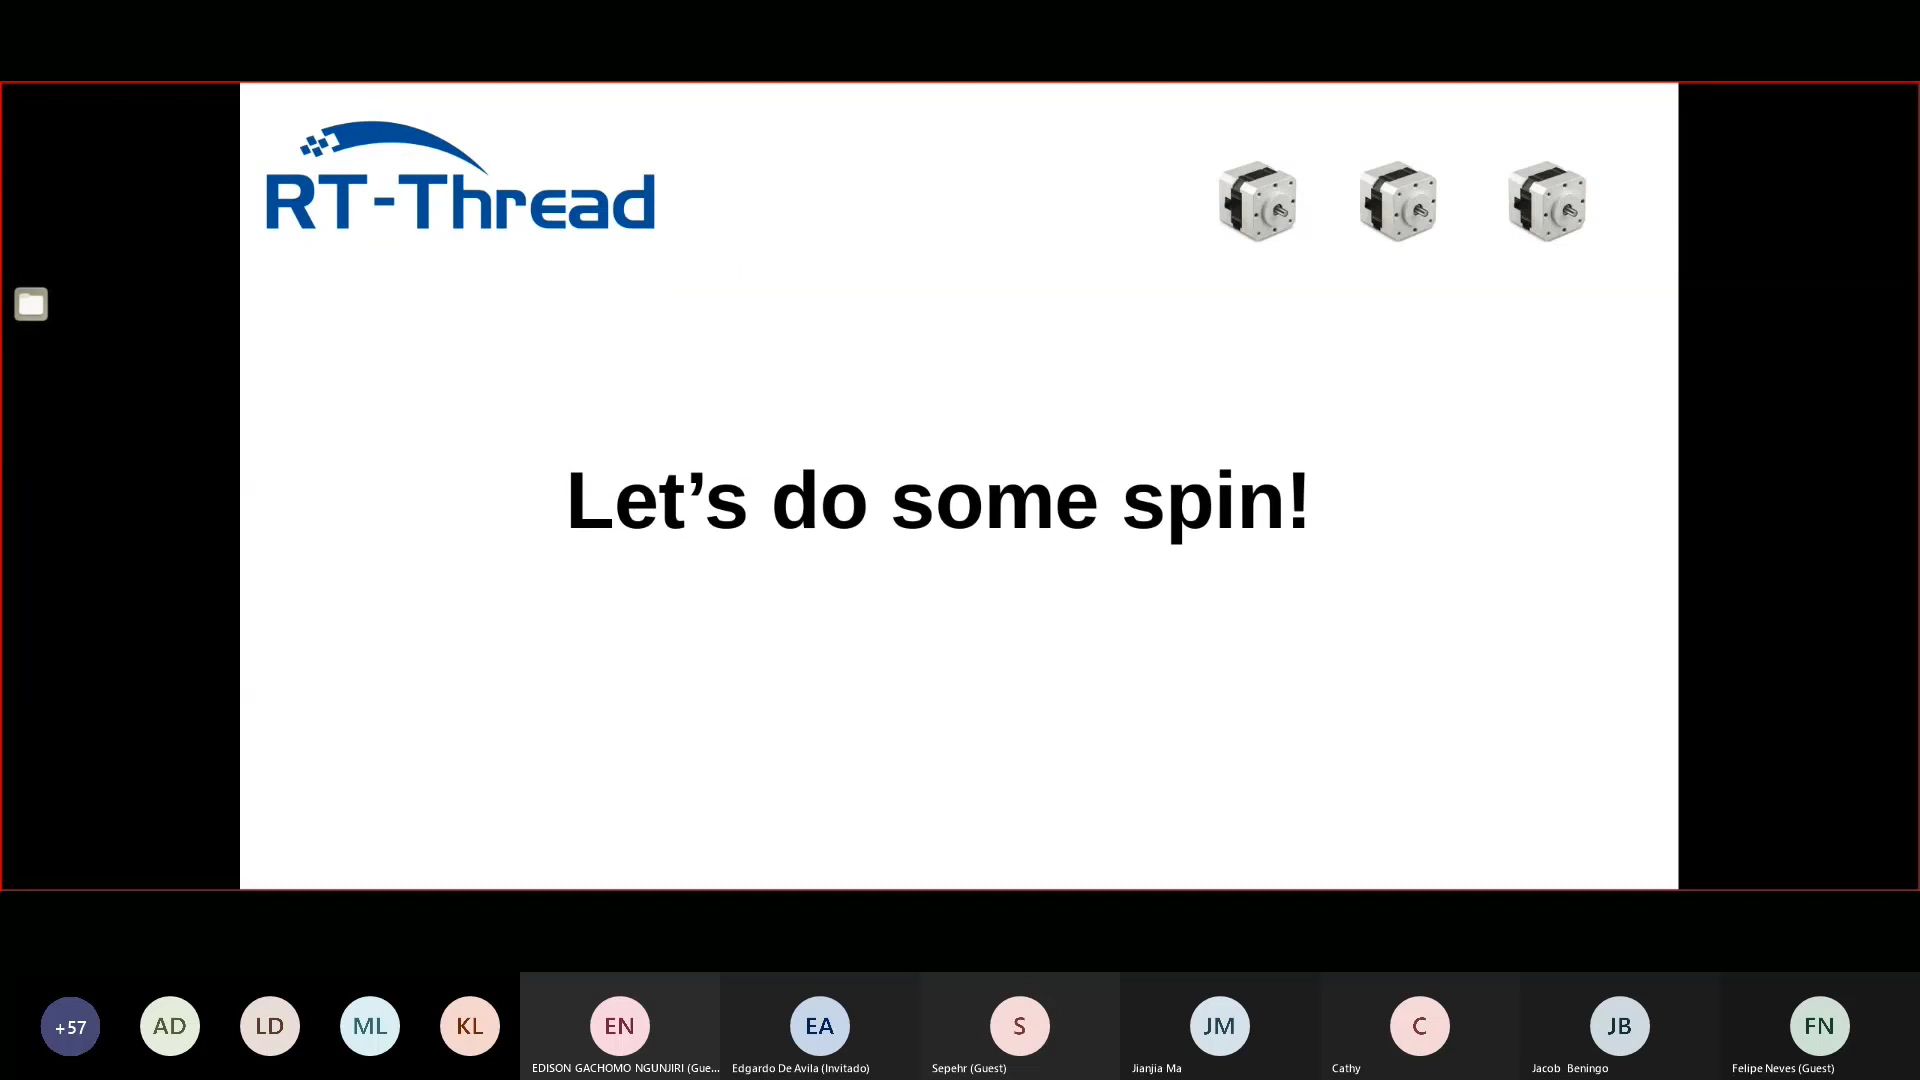 RT-Thread
Let’s do some spin!
+57
AD
LD
ML
KL
EN
EA
S
JM
C
JB
FN
EDISON GACHOMO NGUNJIRI (Gue...
Edgardo De Avila (Invitado)
Sepehr (Guest)
Jianjia Ma
Cathy
Jacob Beningo
Felipe Neves (Guest)